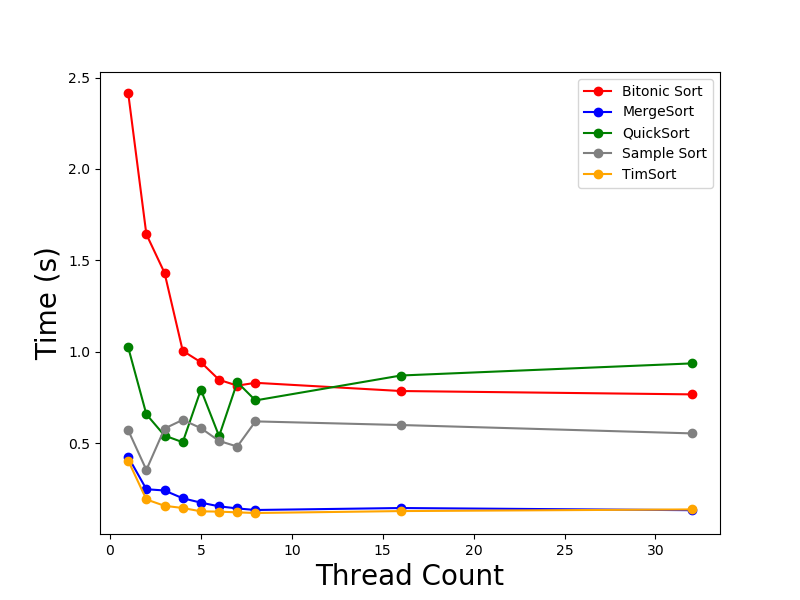 Bitonic Sort
MergeSort
QuickSort
Sample Sort
TimSort
2.5
2.0
1.5
1.0
0.5
Time (s)
0 5 10 15 20 25 30
Thread Count